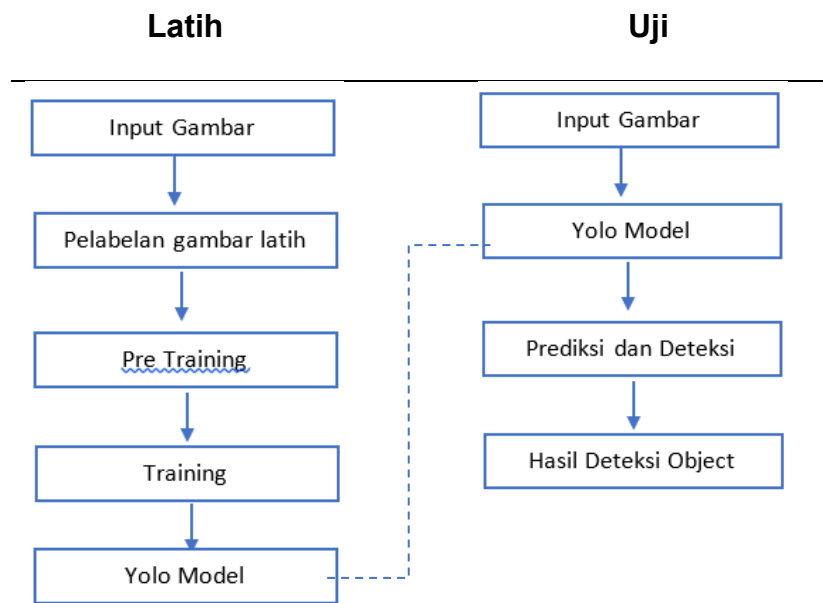 Latih
Uji
Input Gambar
Pelabelan gambar latih
Pre Training
Training
Yolo Model
Input Gambar
Yolo Model
Prediksi dan Deteksi
Hasil Deteksi Object